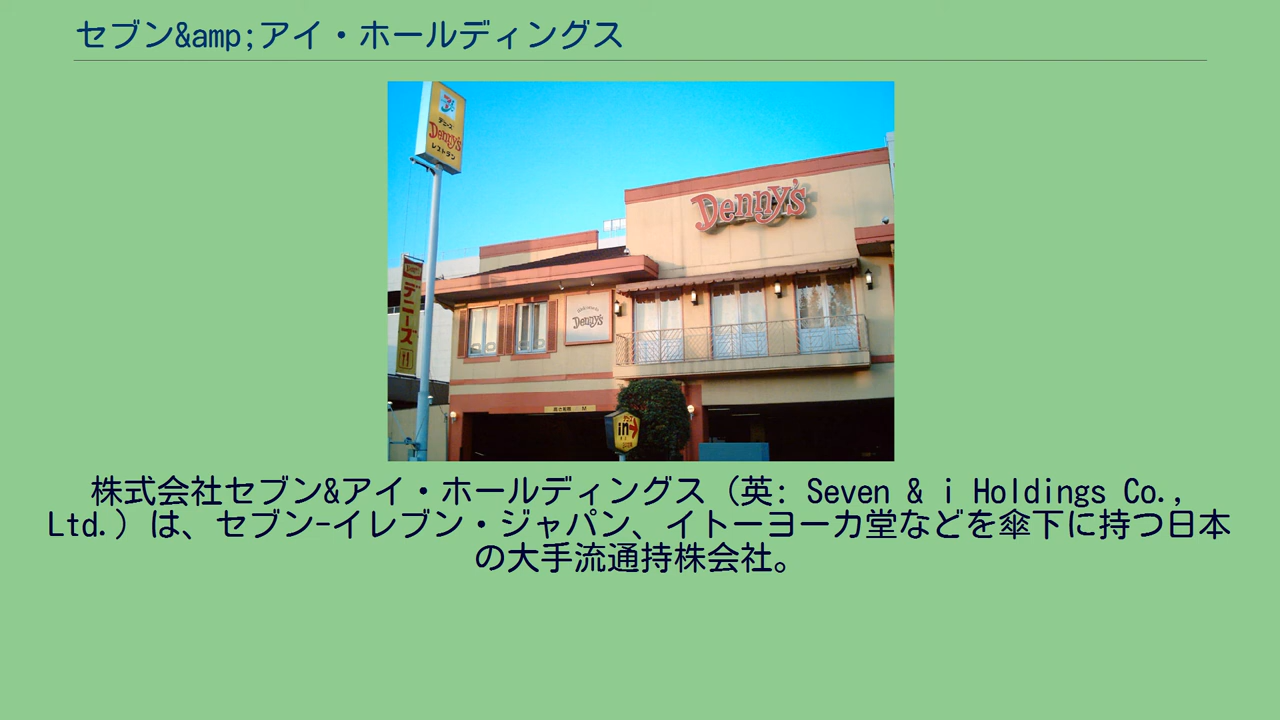 セブン&amp;アイ・ホールディングス
デニーズ
Denny's
レストラン
Denny's
デニーズ
Denny's
in
株式会社セブン&アイ・ホールディングス（英: Seven & i Holdings Co.,
Ltd.）は、セブン-イレブン・ジャパン、イトーヨーカ堂などを傘下に持つ日本
の大手流通持株会社。